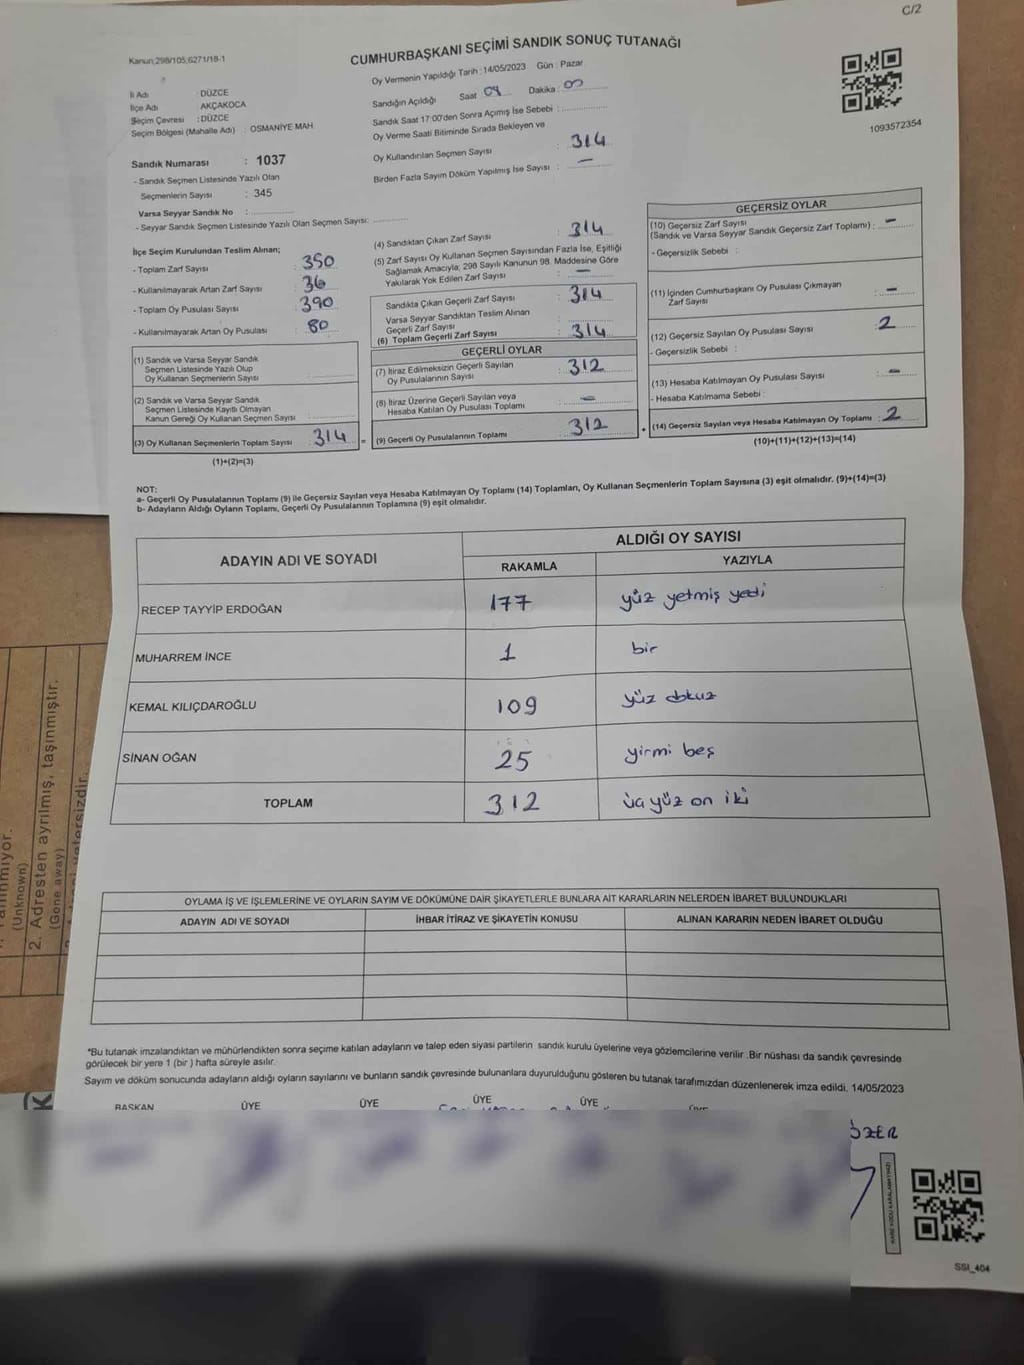 C/2
Kanun;298/105,6271/18-1
CUMHURBAŞKANI SEÇİMİ SANDIK SONUÇ TUTANAĞI
Oy Vermenin Yapıldığı Tarih :14/05/2023 Gün : Pazar
İli Adı : DÜZCE
İlçe Adı : AKÇAKOCA
Seçim Çevresi : DÜZCE
Seçim Bölgesi (Mahalle Adı) : OSMANİYE MAH
Sandığın Açıldığı Saat Dakika : 00
Sandık Saat 17:00'den Sonra Açımış İse Sebebi :
Oy Verme Saati Bitiminde Sırada Bekleyen ve
Oy Kullandırılan Seçmen Sayısı : 314
Birden Fazla Sayım Döküm Yapılmış İse Sayısı : -
1093572354
Sandık Numarası : 1037
- Sandık Seçmen Listesinde Yazılı Olan
Seçmenlerin Sayısı : 345
Varsa Seyyar Sandık No :
- Seyyar Sandık Seçmen Listesinde Yazılı Olan Seçmen Sayısı:
İlçe Seçim Kurulundan Teslim Alınan;
- Toplam Zarf Sayısı : 350
- Kullanılmayarak Artan Zarf Sayısı : 36
- Toplam Oy Pusulası Sayısı : 390
- Kullanılmayarak Artan Oy Pusulası : 80
(1) Sandık ve Varsa Seyyar Sandık
Seçmen Listesinde Yazılı Olup
Oy Kullanan Seçmenlerin Sayısı :
(2) Sandık ve Varsa Seyyar Sandık
Seçmen Listesinde Kayıtlı Olmayan
Kanun Gereği Oy Kullanan Seçmen Sayısı :
(3) Oy Kullanan Seçmenlerin Toplam Sayısı : 314 =
(1)+(2)=(3)
(4) Sandıktan Çıkan Zarf Sayısı : 314
(5) Zarf Sayısı Oy Kullanan Seçmen Sayısından Fazla İse, Eşitliği
Sağlamak Amacıyla; 298 Sayılı Kanunun 98. Maddesine Göre
Yakılarak Yok Edilen Zarf Sayısı : -
Sandıkta Çıkan Geçerli Zarf Sayısı : 314
Varsa Seyyar Sandıktan Teslim Alınan
Geçerli Zarf Sayısı :
(6) Toplam Geçerli Zarf Sayısı : 314
GEÇERLİ OYLAR
(7) İtiraz Edilmeksizin Geçerli Sayılan
Oy Pusulalarının Sayısı : 312
(8) İtiraz Üzerine Geçerli Sayılan veya
Hesaba Katılan Oy Pusulası Toplamı : -
(9) Geçerli Oy Pusulalarının Toplamı : 312 +
GEÇERSİZ OYLAR
(10) Geçersiz Zarf Sayısı
(Sandık ve Varsa Seyyar Sandık Geçersiz Zarf Toplamı) : -
- Geçersizlik Sebebi :
(11) İçinden Cumhurbaşkanı Oy Pusulası Çıkmayan
Zarf Sayısı : -
(12) Geçersiz Sayılan Oy Pusulası Sayısı : 2
- Geçersizlik Sebebi :
(13) Hesaba Katılmayan Oy Pusulası Sayısı : -
- Hesaba Katılmama Sebebi :
(14) Geçersiz Sayılan veya Hesaba Katılmayan Oy Toplamı : 2
(10)+(11)+(12)+(13)=(14)
NOT:
a- Geçerli Oy Pusulalarının Toplamı (9) ile Geçersiz Sayılan veya Hesaba Katılmayan Oy Toplamı (14) Toplamları, Oy Kullanan Seçmenlerin Toplam Sayısına (3) eşit olmalıdır. (9)+(14)=(3)
b- Adayların Aldığı Oyların Toplamı, Geçerli Oy Pusulalarının Toplamına (9) eşit olmalıdır.
ADAYIN ADI VE SOYADI ALDIĞI OY SAYISI
RAKAMLA YAZIYLA
RECEP TAYYİP ERDOĞAN 177 yüz yetmiş yedi
MUHARREM İNCE 1 bir
KEMAL KILIÇDAROĞLU 109 yüz dokuz
SİNAN OĞAN 25 yirmi beş
TOPLAM 312 üç yüz on iki
OYLAMA İŞ VE İŞLEMLERİNE VE OYLARIN SAYIM VE DÖKÜMÜNE DAİR ŞİKAYETLERLE BUNLARA AİT KARARLARIN NELERDEN İBARET BULUNDUKLARI
ADAYIN ADI VE SOYADI İHBAR İTİRAZ VE ŞİKAYETİN KONUSU ALINAN KARARIN NEDEN İBARET OLDUĞU
*Bu tutanak imzalandıktan ve mühürlendikten sonra seçime katılan adayların ve talep eden siyasi partilerin sandık kurulu üyelerine veya gözlemcilerine verilir .Bir nüshası da sandık çevresinde
görülecek bir yere 1 (bir ) hafta süreyle asılır.
Sayım ve döküm sonucunda adayların aldığı oyların sayılarını ve bunların sandık çevresinde bulunanlara duyurulduğunu gösteren bu tutanak tarafımızdan düzenlenerek imza edildi. 14/05/2023
BAŞKAN ÜYE ÜYE ÜYE ÜYE ÜYE
ÖZER
KARE KODU KARALAMAYINIZ!
SSI_404
(Unknown)
2. Adresten ayrılmış, taşınmıştır.
(Gone away)